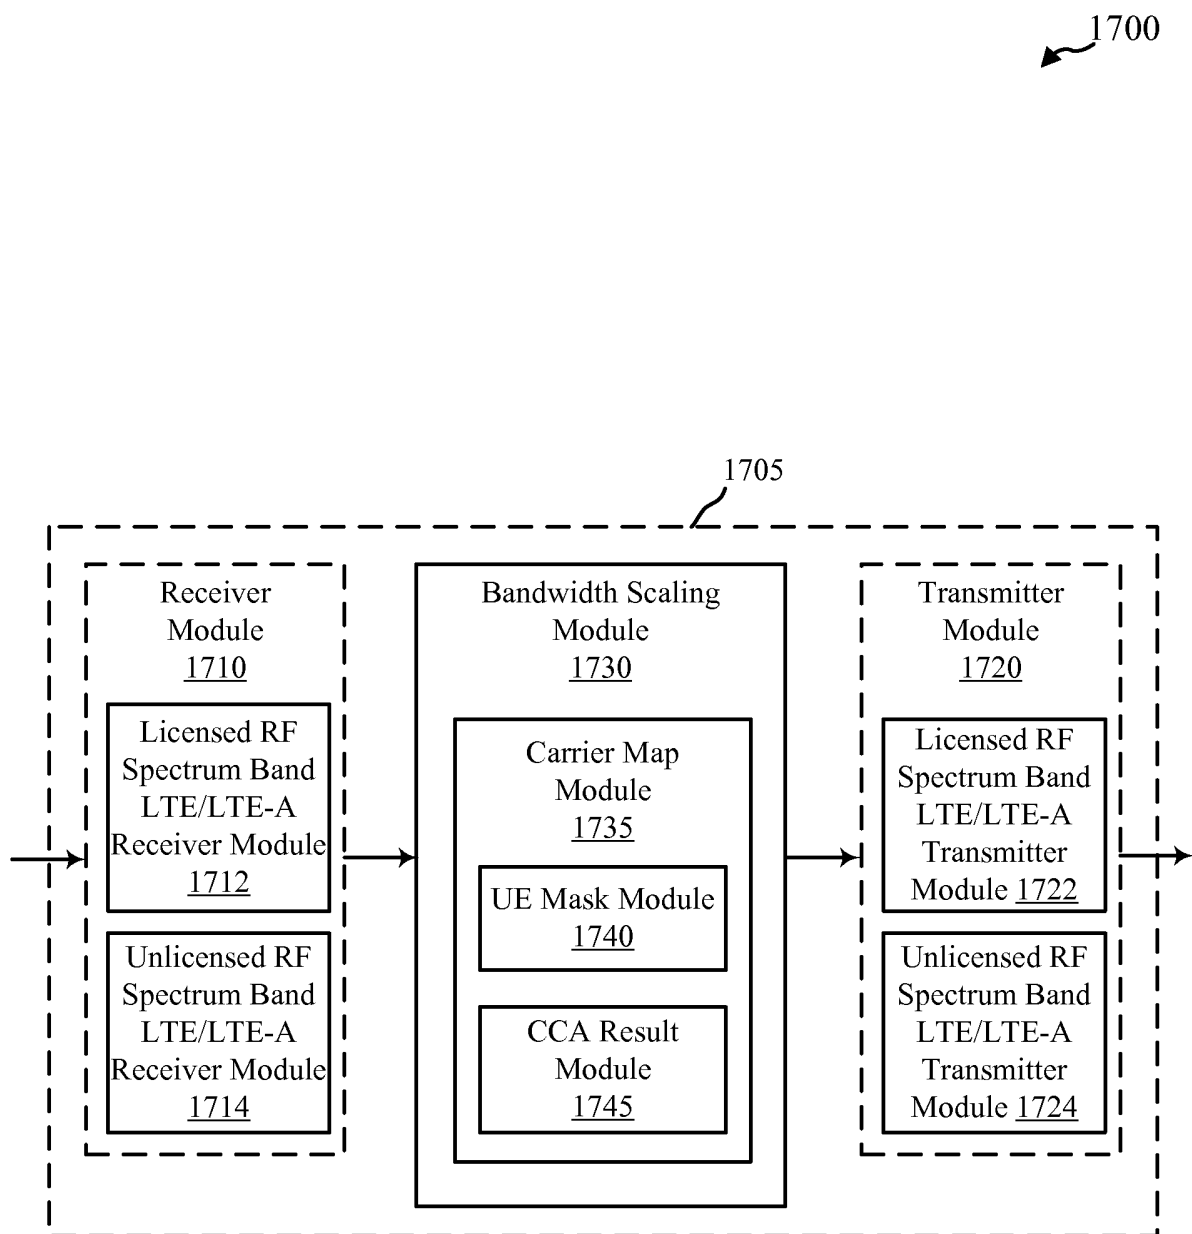 1700
1705
Receiver
Module
1710
Licensed RF
Spectrum Band
LTE/LTE-A
Receiver Module
1712
Unlicensed RF
Spectrum Band
LTE/LTE-A
Receiver Module
1714
Bandwidth Scaling
Module
1730
Carrier Map
Module
1735
UE Mask Module
1740
CCA Result
Module
1745
Transmitter
Module
1720
Licensed RF
Spectrum Band
LTE/LTE-A
Transmitter
Module 1722
Unlicensed RF
Spectrum Band
LTE/LTE-A
Transmitter
Module 1724